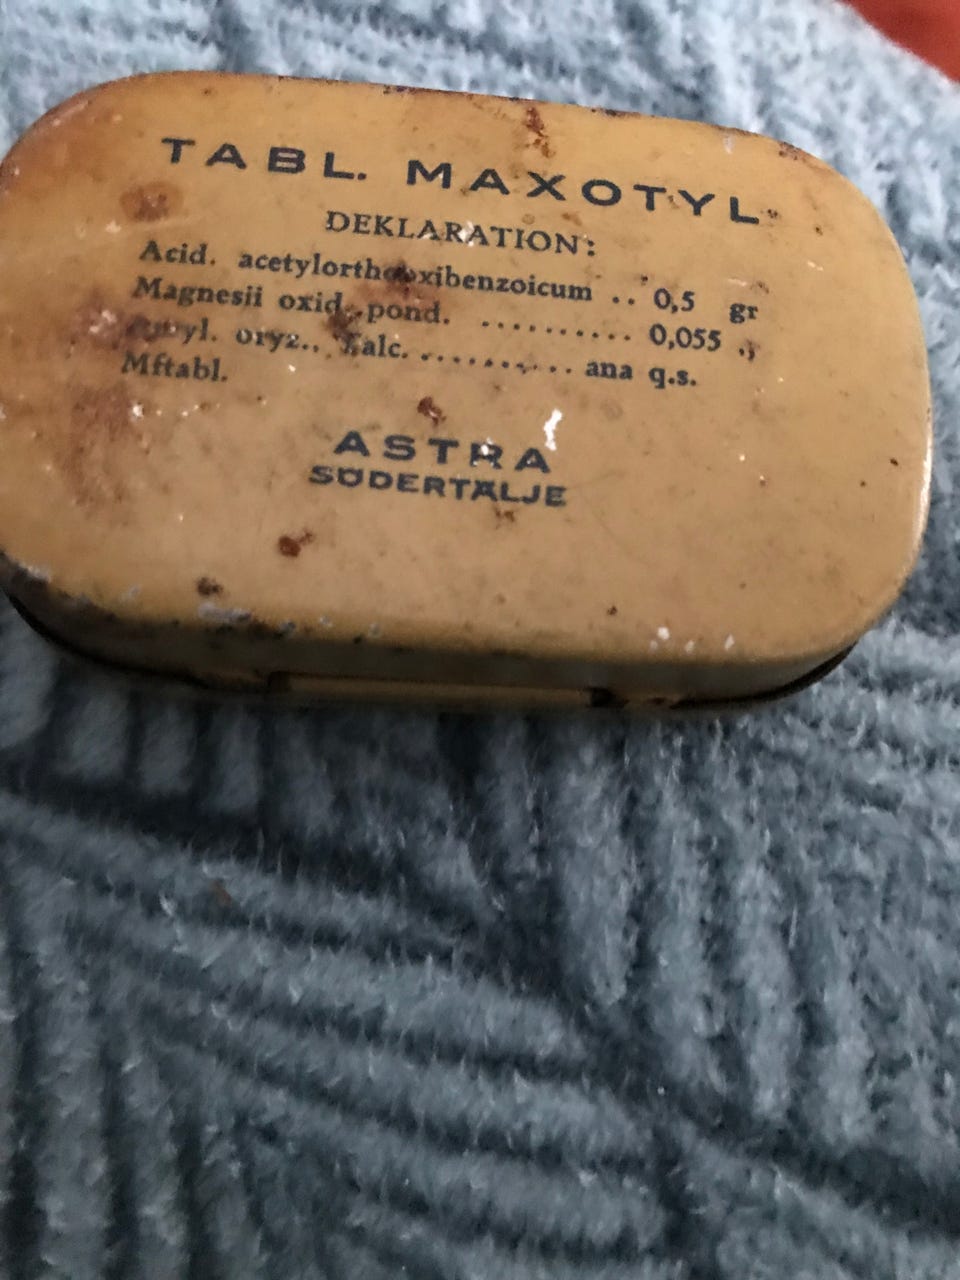 TABL. MAXOTYL
DEKLARATION:
Acid. acetylorthooxibenzoicum .. 0,5 gr
Magnesii oxid. pond. .......... 0,055 „
oryz., Talc. ............ ana q.s.
Mftabl.
ASTRA
SÖDERTÄLJE